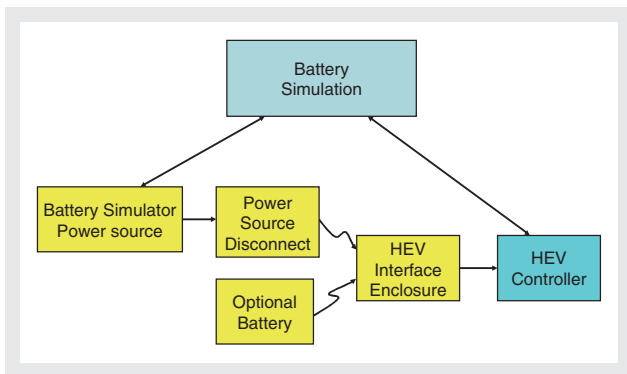 Battery
Simulation
Battery Simulator
Power source
Power
Source
Disconnect
HEV
Interface
Enclosure
HEV
Controller
Optional
Battery